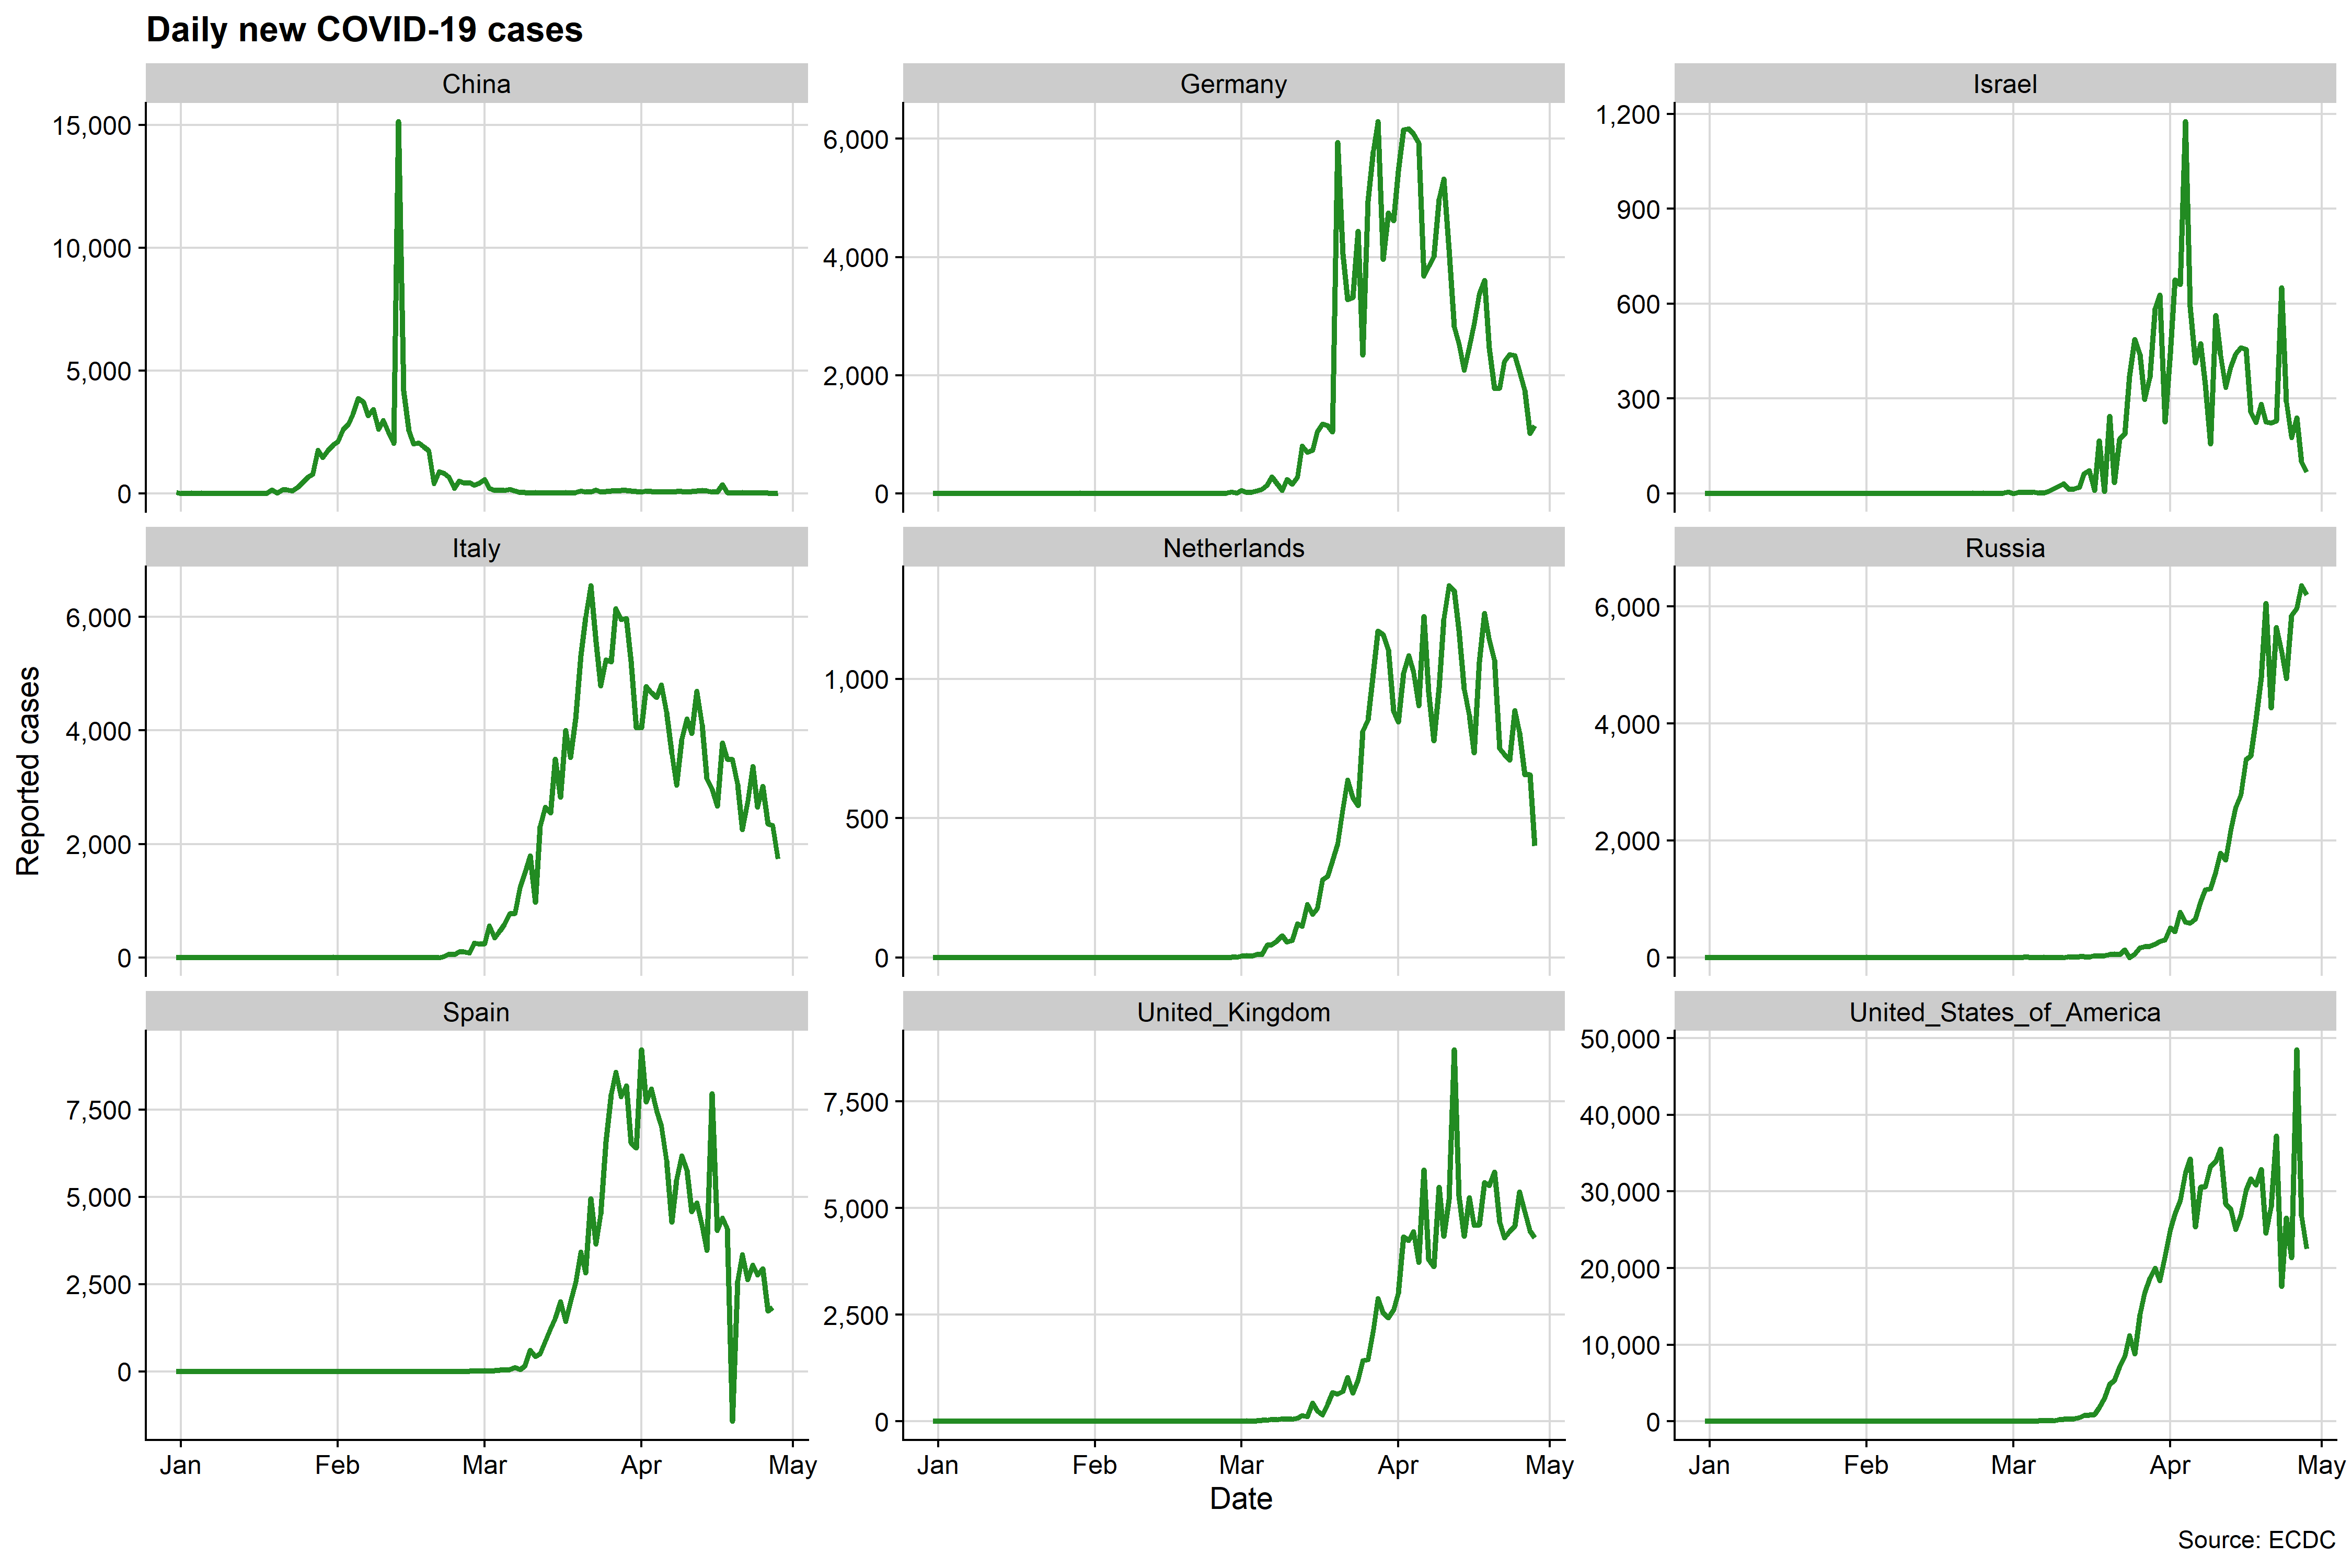 Daily new COVID-19 cases
China
Germany
Israel
15,000
10,000
5,000
0
6,000
4,000
2,000
0
1,200
900
600
300
0
Italy
Netherlands
Russia
6,000
4,000
2,000
0
1,000
500
0
6,000
4,000
2,000
0
Reported cases
Spain
United_Kingdom
United_States_of_America
7,500
5,000
2,500
0
7,500
5,000
2,500
0
50,000
40,000
30,000
20,000
10,000
0
Jan Feb Mar Apr May
Jan Feb Mar Apr May
Jan Feb Mar Apr May
Date
Source: ECDC